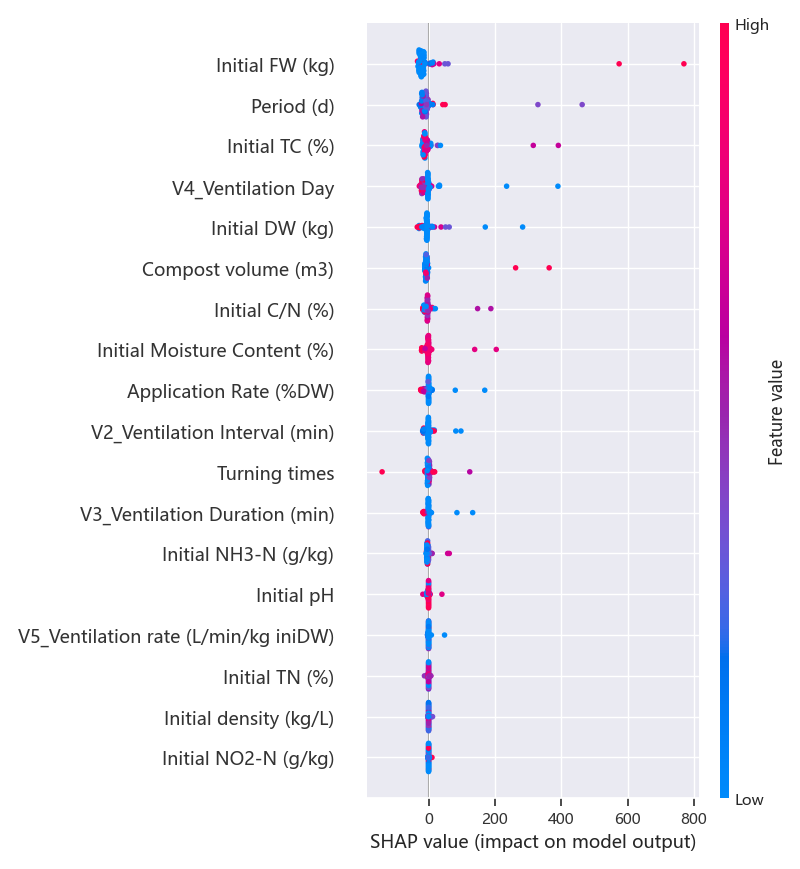 High
Initial FW (kg)
Period (d)
Initial TC (%)
V4_Ventilation Day
Initial DW (kg)
Compost volume (m3)
Initial C/N (%)
Initial Moisture Content (%)
Application Rate (%DW)
V2_Ventilation Interval (min)
Turning times
V3_Ventilation Duration (min)
Initial NH3-N (g/kg)
Initial pH
V5_Ventilation rate (L/min/kg iniDW)
Initial TN (%)
Initial density (kg/L)
Initial NO2-N (g/kg)
Feature value
Low
0 200 400 600 800
SHAP value (impact on model output)